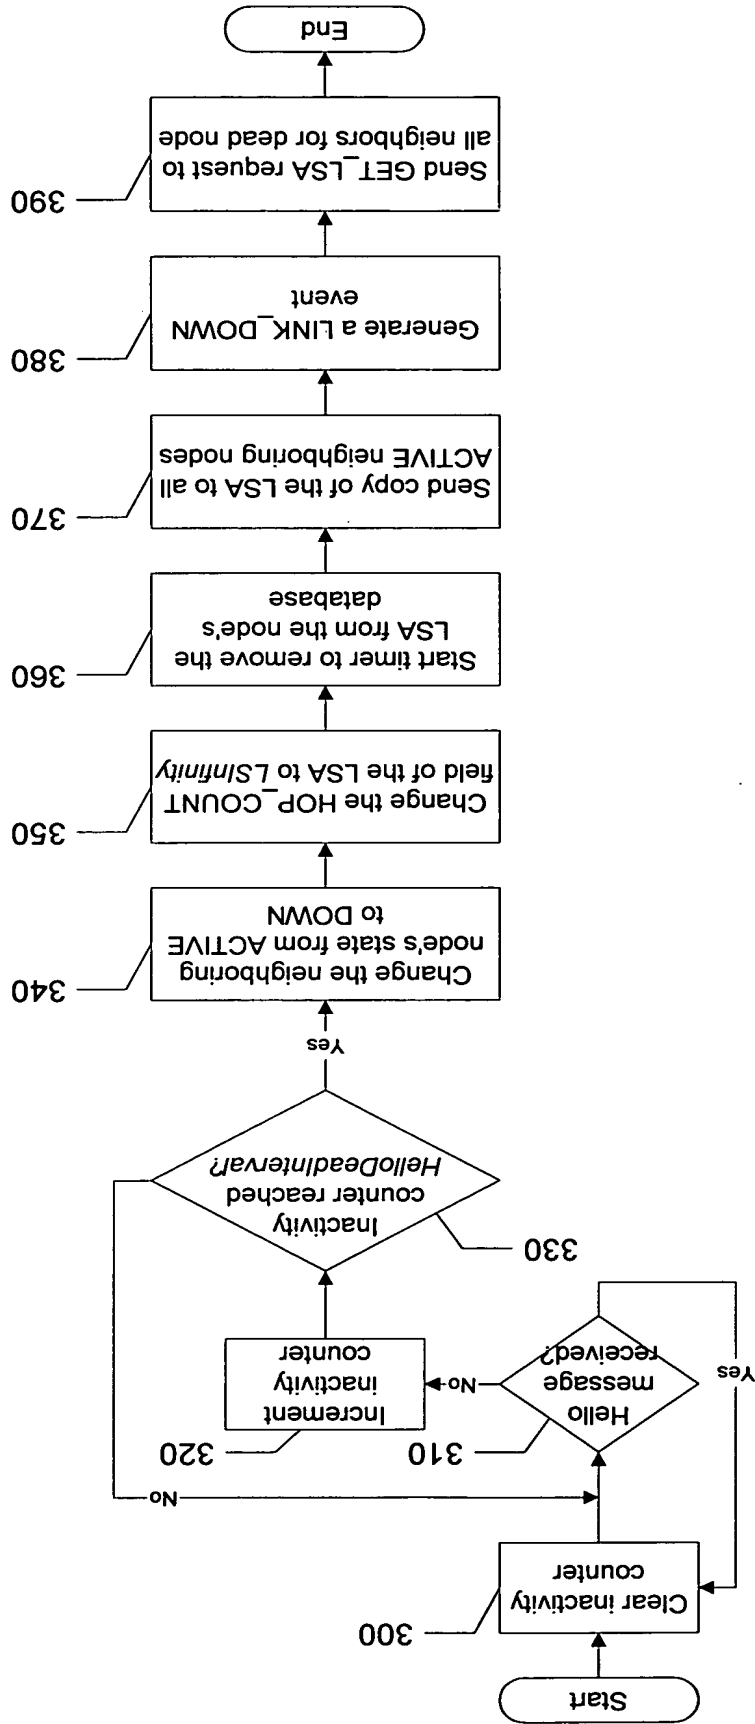 Start
Clear inactivity
counter
300
Hello
message
received?
310
Yes
No
Increment
inactivity
counter
320
Inactivity
counter reached
HelloDeadInterval?
330
No
Yes
Change the neighboring
node's state from ACTIVE
to DOWN
340
Change the HOP_COUNT
field of the LSA to LSInfinity
350
Start timer to remove the
LSA from the node's
database
360
Send copy of the LSA to all
ACTIVE neighboring nodes
370
Generate a LINK_DOWN
event
380
Send GET_LSA request to
all neighbors for dead node
390
End